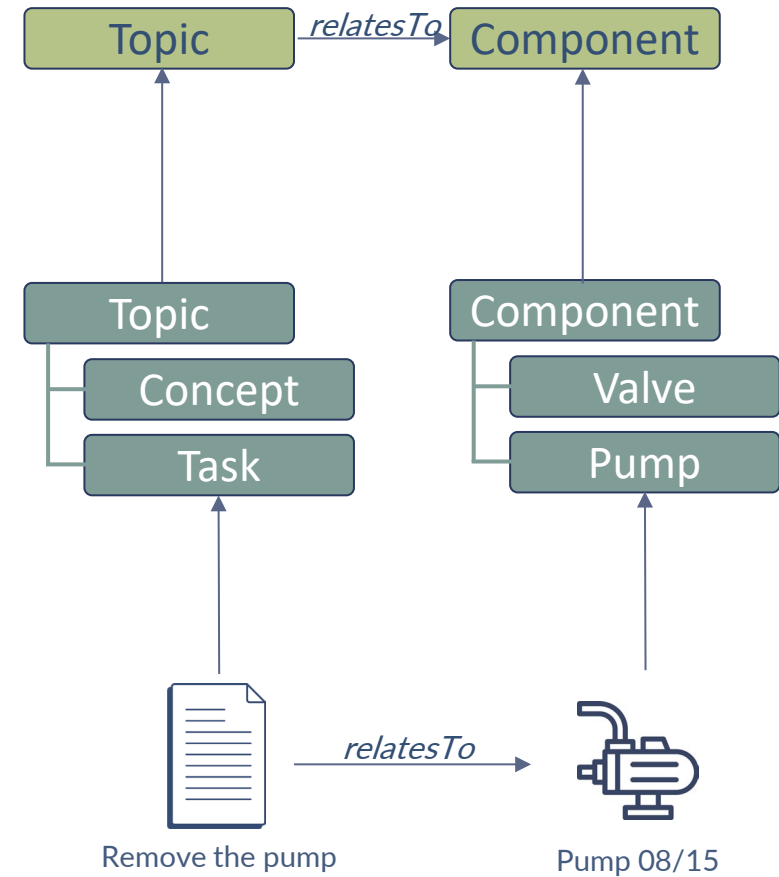 Topic
relatesTo
Component
Topic
Component
Concept
Valve
Task
Pump
relatesTo
Remove the pump
Pump 08/15